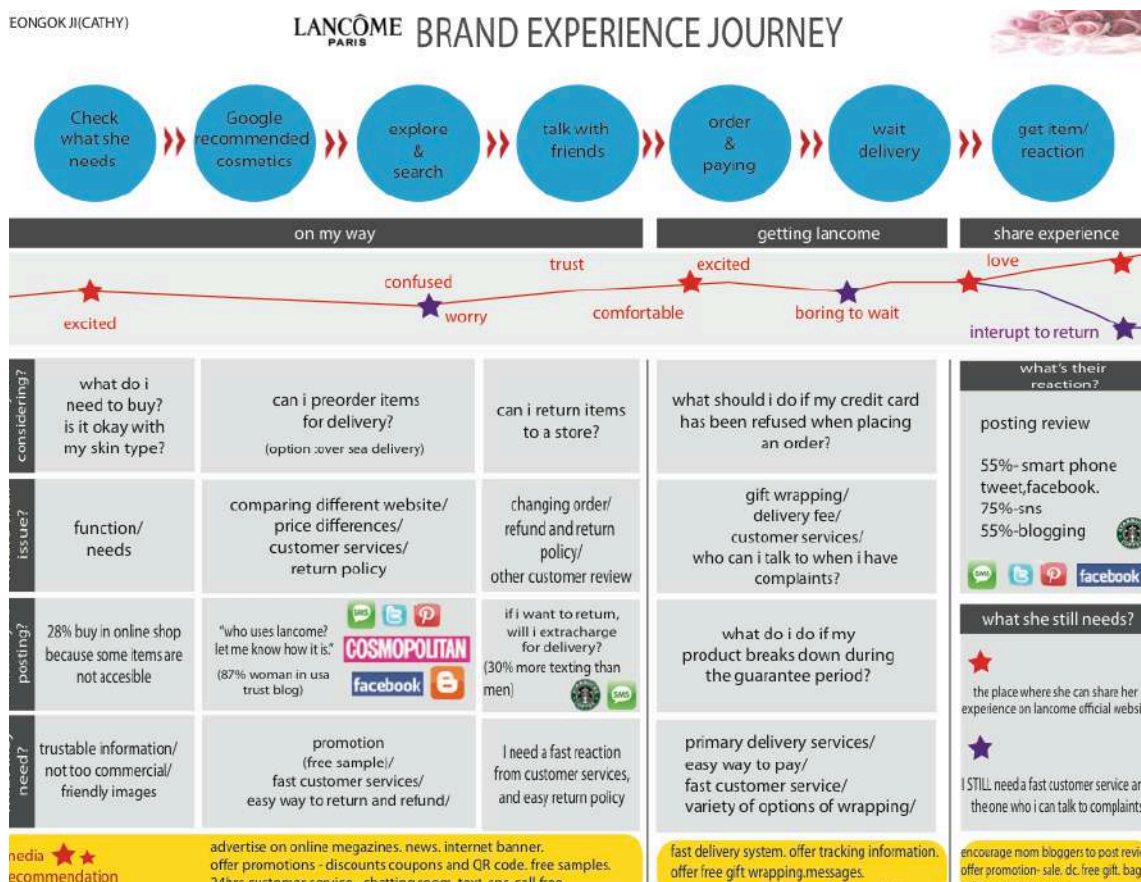 EONGOK JI(CATHY)
LANCÔME
PARIS
BRAND EXPERIENCE JOURNEY
Check
what she
needs
Google
recommended
cosmetics
explore
&
search
talk with
friends
order
&
paying
wait
delivery
get item/
reaction
on my way
getting lancome
share experience
excited
confused
worry
trust
comfortable
excited
boring to wait
love
interupt to return
considering?
what do i
need to buy?
is it okay with
my skin type?
can i preorder items
for delivery?
(option :over sea delivery)
can i return items
to a store?
what should i do if my credit card
has been refused when placing
an order?
what's their
reaction?
posting review
55%- smart phone
tweet,facebook.
75%-sns
55%-blogging
SMS
facebook
issue?
function/
needs
comparing different website/
price differences/
customer services/
return policy
changing order/
refund and return
policy/
other customer review
gift wrapping/
delivery fee/
customer services/
who can i talk to when i have
complaints?
posting?
28% buy in online shop
because some items are
not accesible
"who uses lancome?
let me know how it is."
(87% woman in usa
trust blog)
SMS
COSMOPOLITAN
facebook
if i want to return,
will i extracharge
for delivery?
(30% more texting than
men)
SMS
what do i do if my
product breaks down during
the guarantee period?
what she still needs?
the place where she can share her
experience on lancome official websi
I STILL need a fast customer service an
the one who i can talk to complaints
need?
trustable information/
not too commercial/
friendly images
promotion
(free sample)/
fast customer services/
easy way to return and refund/
I need a fast reaction
from customer services,
and easy return policy
primary delivery services/
easy way to pay/
fast customer service/
variety of options of wrapping/
media
ecommendation
advertise on online megazines. news. internet banner.
offer promotions - discounts coupons and QR code. free samples.
24hrs customer service - chatting room, text, sns, call free
fast delivery system. offer tracking information.
offer free gift wrapping.messages.
encourage mom bloggers to post revie
offer promotion- sale. dc. free gift. bag